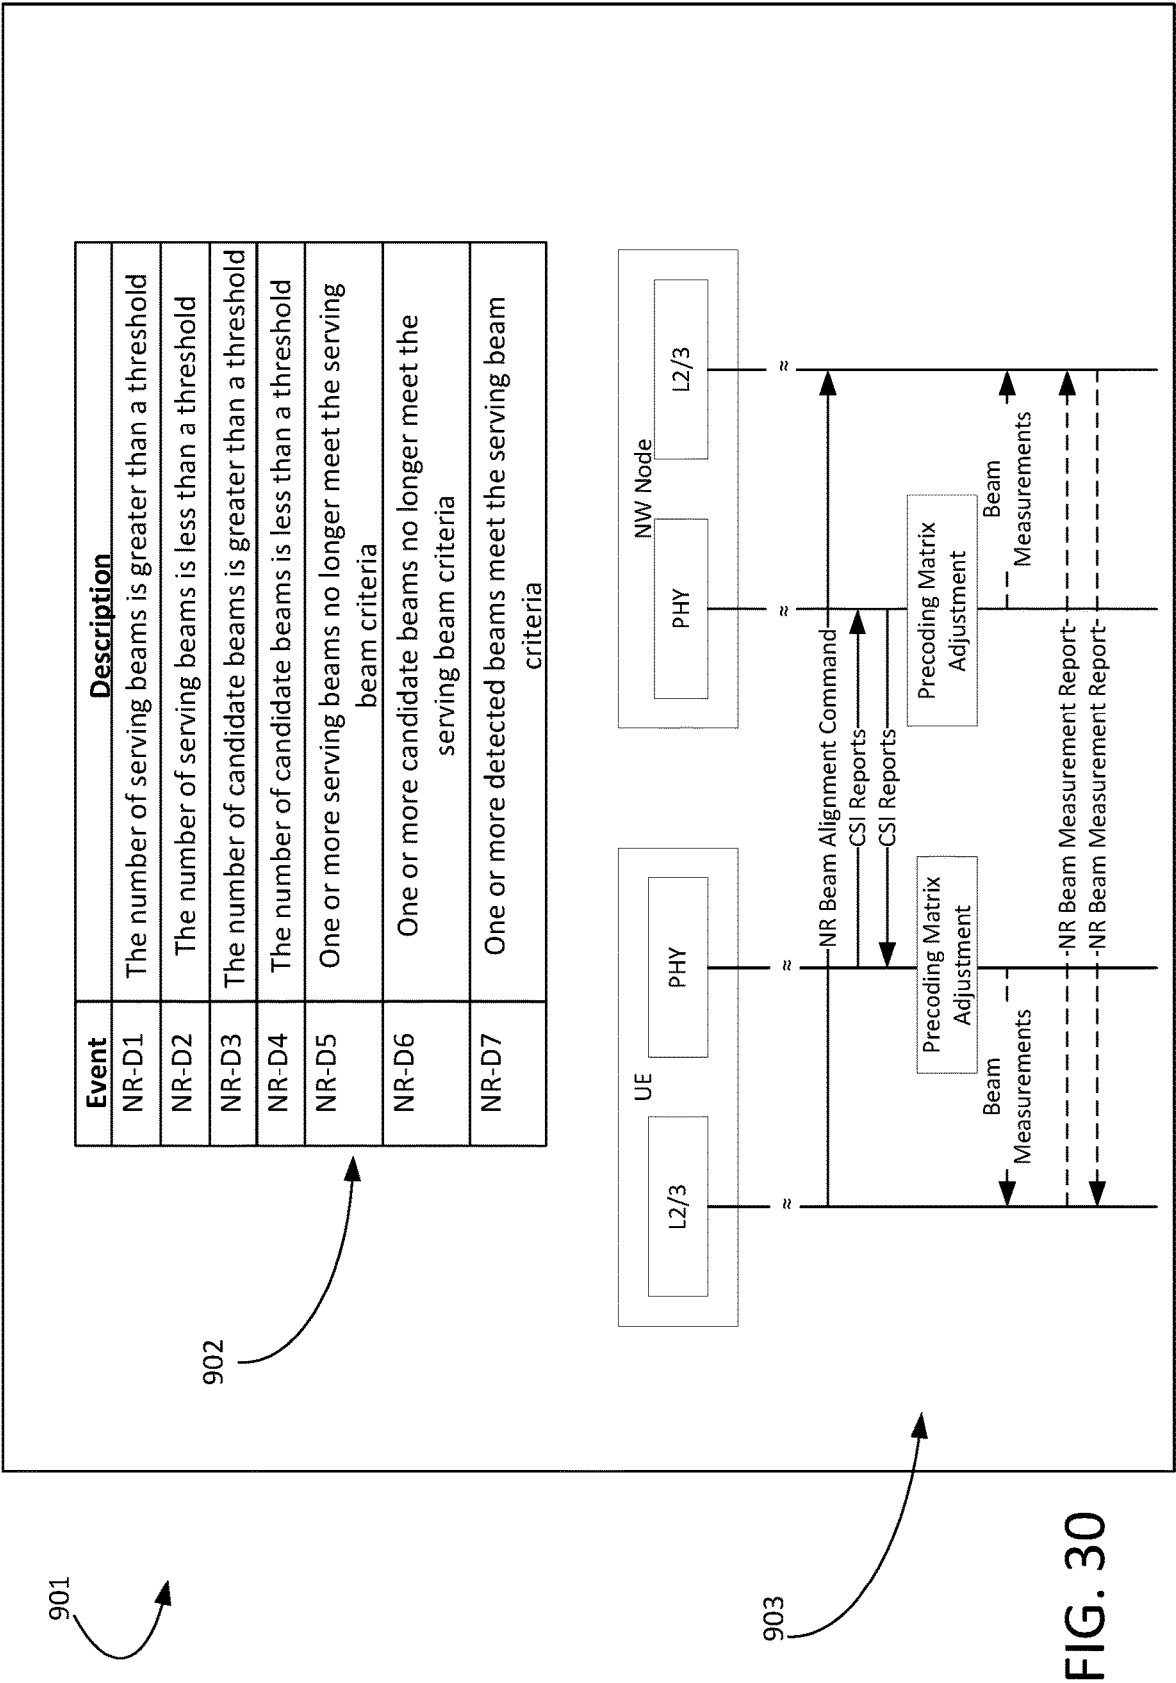 901
902
Event Description
NR-D1 The number of serving beams is greater than a threshold
NR-D2 The number of serving beams is less than a threshold
NR-D3 The number of candidate beams is greater than a threshold
NR-D4 The number of candidate beams is less than a threshold
NR-D5 One or more serving beams no longer meet the serving
beam criteria
NR-D6 One or more candidate beams no longer meet the
serving beam criteria
NR-D7 One or more detected beams meet the serving beam
criteria
903
UE
L2/3
PHY
NW Node
PHY
L2/3
≈ ≈ ≈ ≈
NR Beam Alignment Command
CSI Reports
CSI Reports
Precoding Matrix
Adjustment
Precoding Matrix
Adjustment
Beam
Measurements
Beam
Measurements
NR Beam Measurement Report
NR Beam Measurement Report
FIG. 30